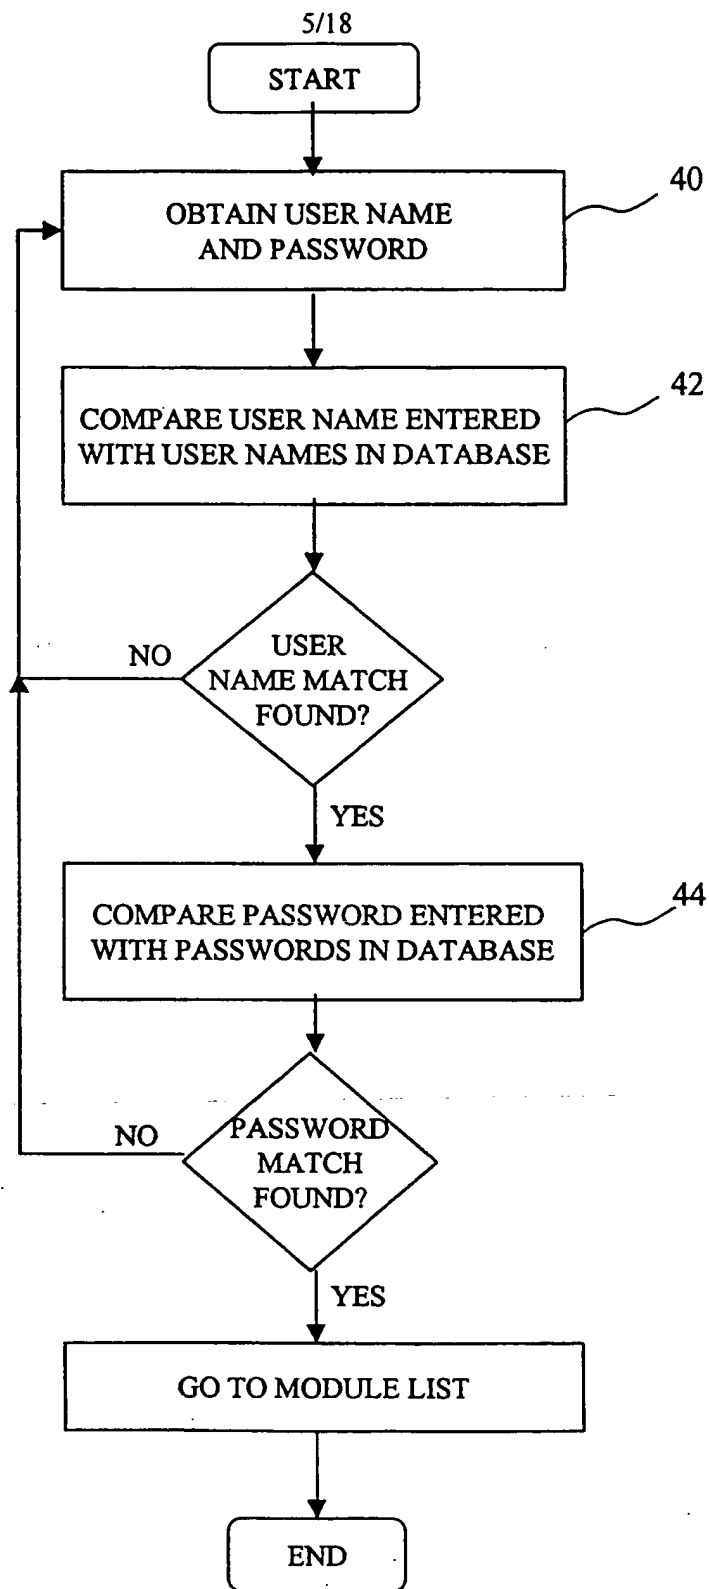 5/18
START
40
OBTAIN USER NAME
AND PASSWORD
42
COMPARE USER NAME ENTERED
WITH USER NAMES IN DATABASE
USER
NO
NAME MATCH
FOUND?
YES
44
COMPARE PASSWORD ENTERED
WITH PASSWORDS IN DATABASE
NO
PASSWORD
MATCH
FOUND?
YES
GO TO MODULE LIST
END